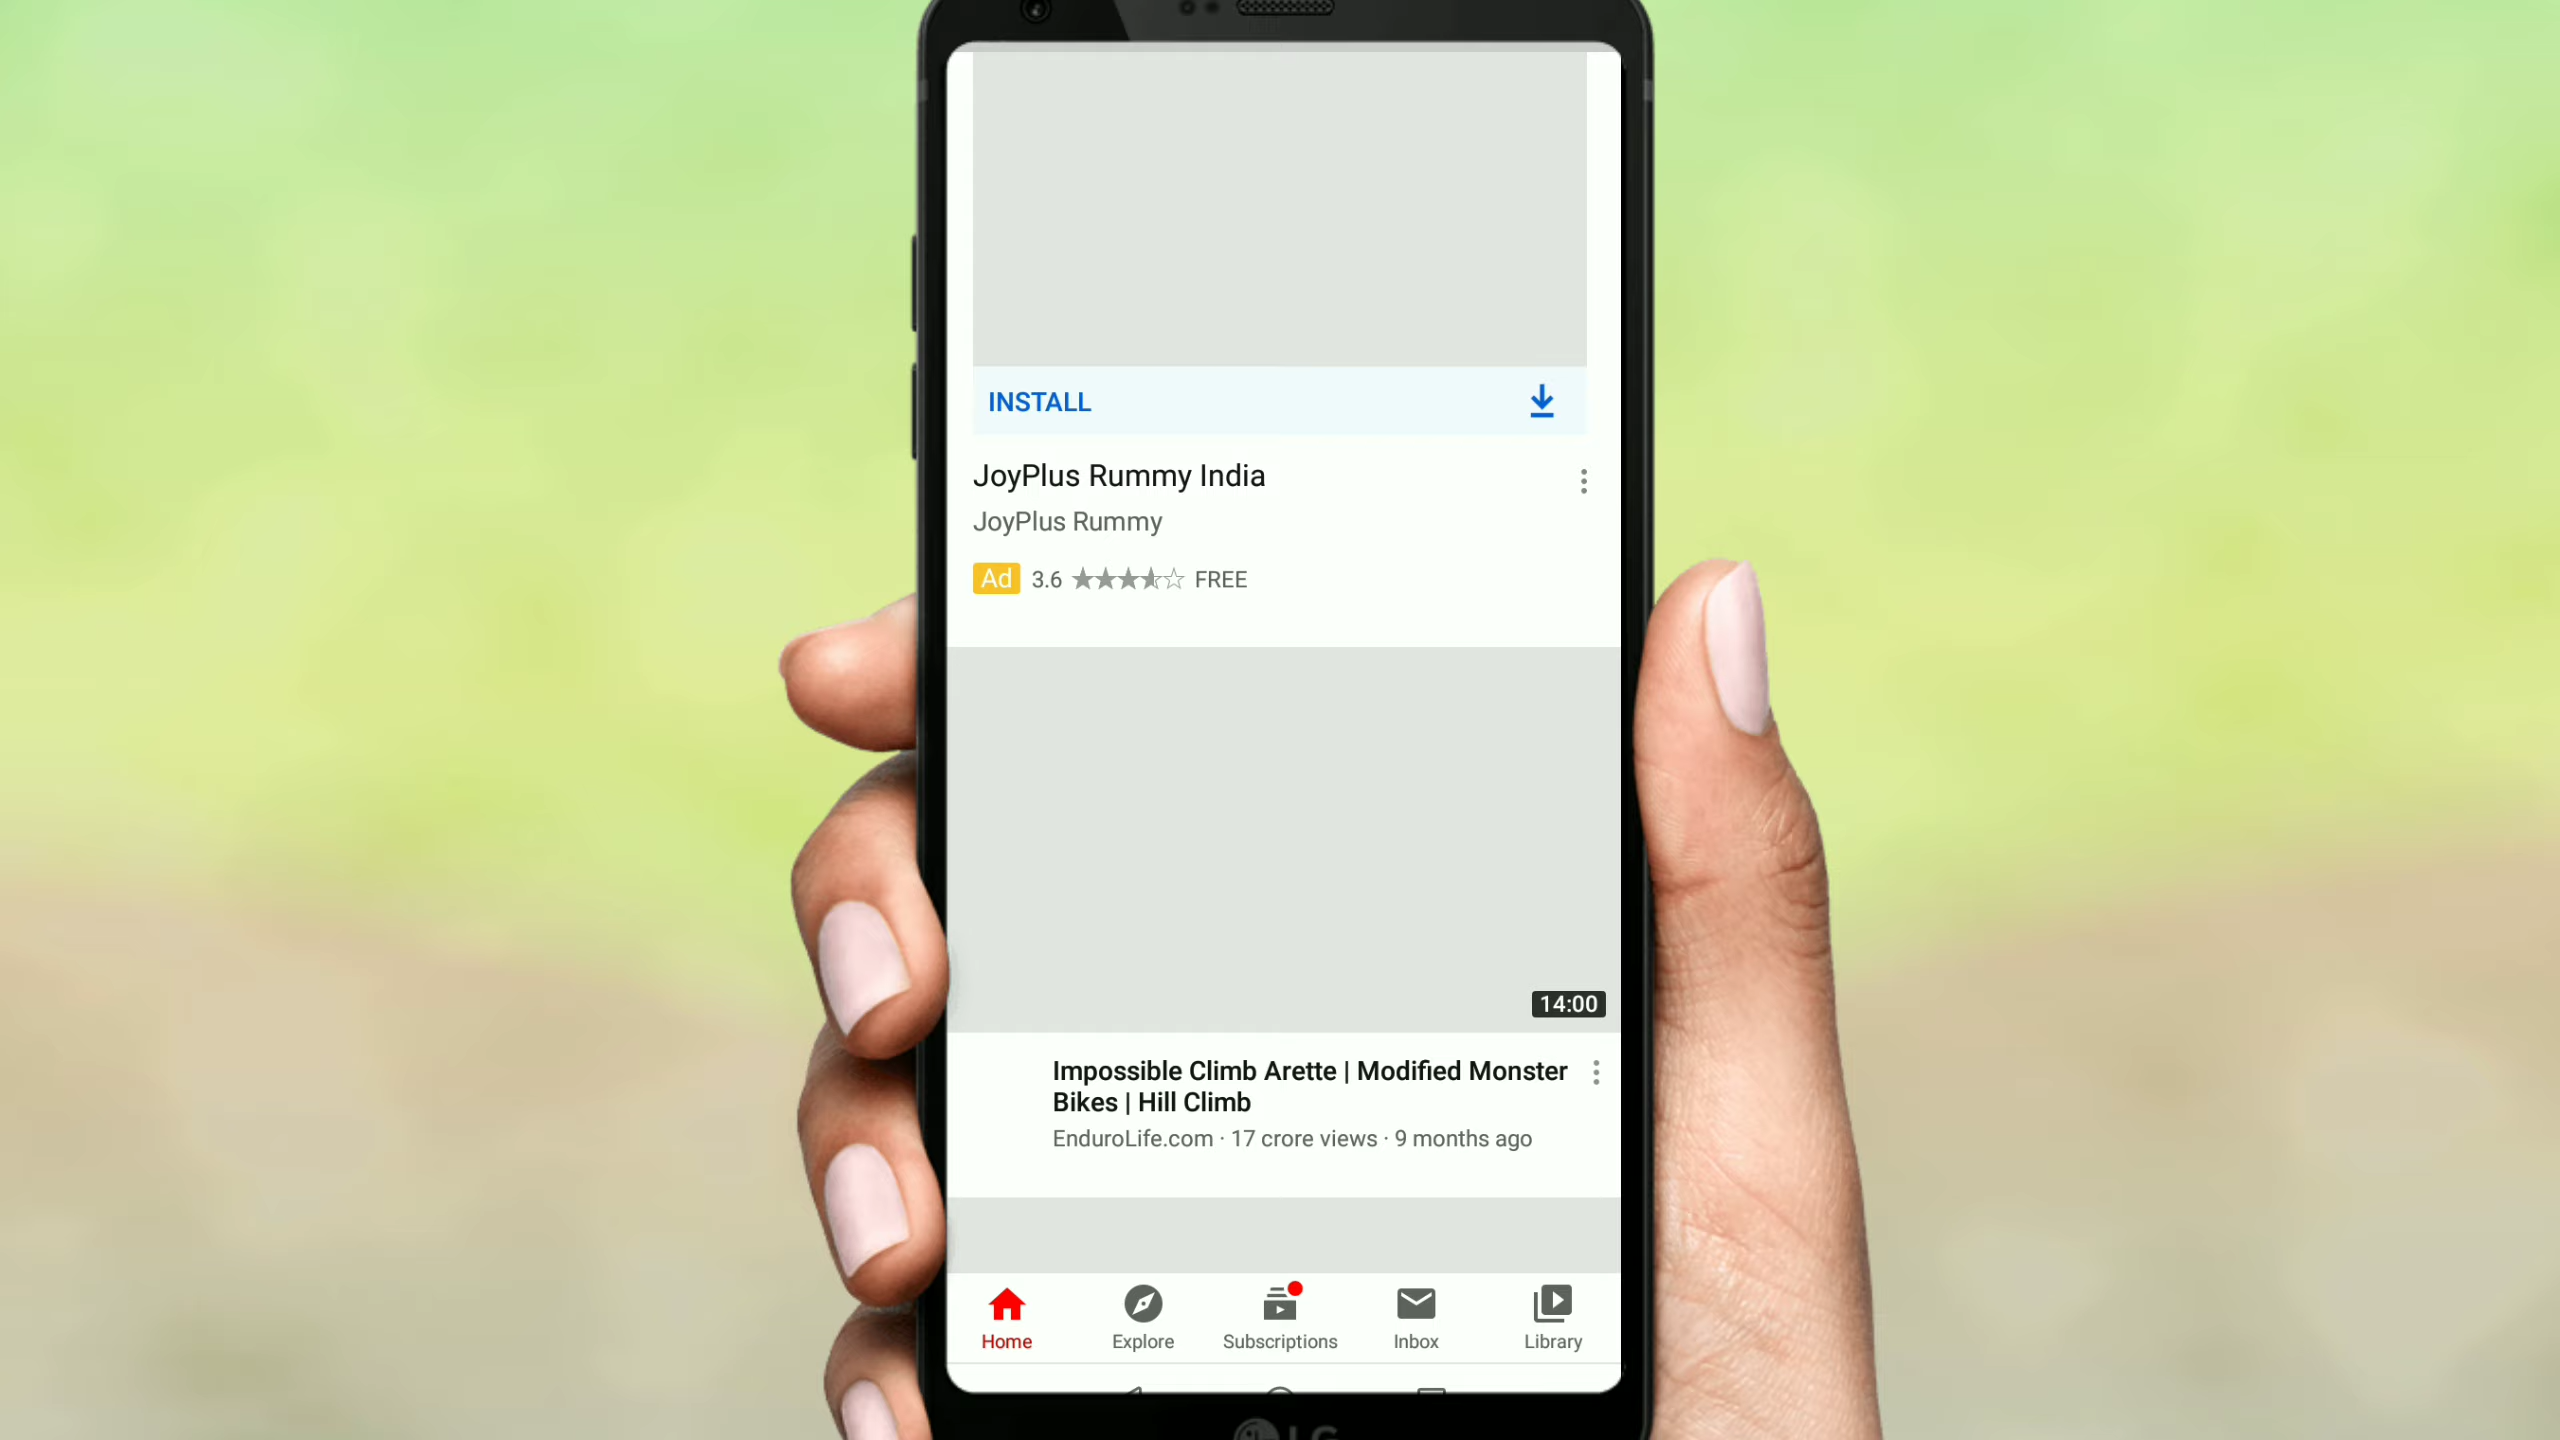 INSTALL
JoyPlus Rummy India
JoyPlus Rummy
Ad 3.6 FREE
14:00
Impossible Climb Arette | Modified Monster
Bikes | Hill Climb
EnduroLife.com · 17 crore views · 9 months ago
Home Explore Subscriptions Inbox Library
LG